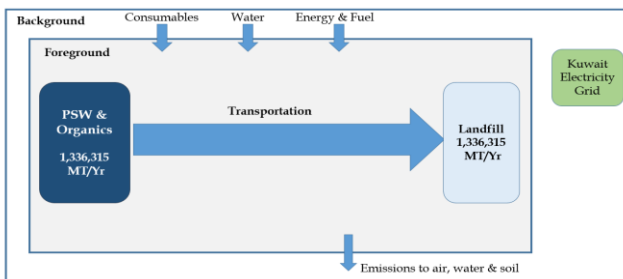 Background
Consumables
Water
Energy & Fuel
Foreground
PSW &
Organics
1,336,315
MT/Yr
Transportation
Landfill
1,336,315
MT/Yr
Kuwait
Electricity
Grid
Emissions to air, water & soil